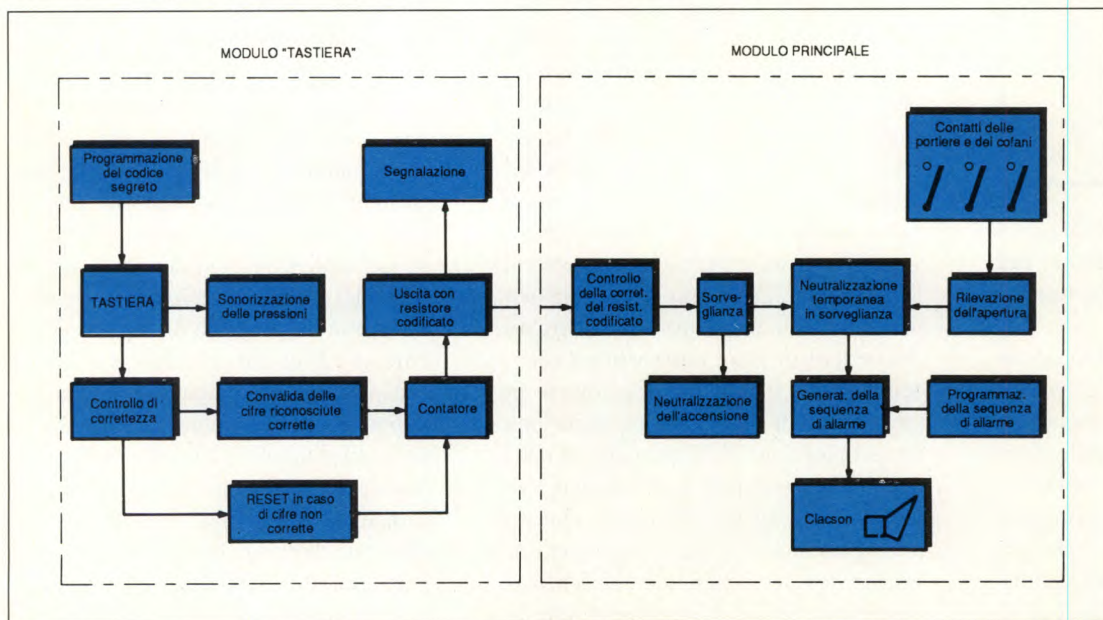 MODULO "TASTIERA"
Programmazione
del codice
segreto
Segnalazione
TASTIERA
Sonorizzazione
delle pressioni
Uscita con
resistore
codificato
Controllo di
correttezza
Convalida delle
cifre riconosciute
corrette
Contatore
RESET in caso
di cifre non
corrette
MODULO PRINCIPALE
Contatti delle
portiere e dei cofani
Controllo
della corret.
del resist.
codificato
Sorve-
glianza
Neutralizzazione
temporanea
in sorveglianza
Rilevazione
dell'apertura
Neutralizzazione
dell'accensione
Generat. della
sequenza
di allarme
Programmaz.
della sequenza
di allarme
Clacson